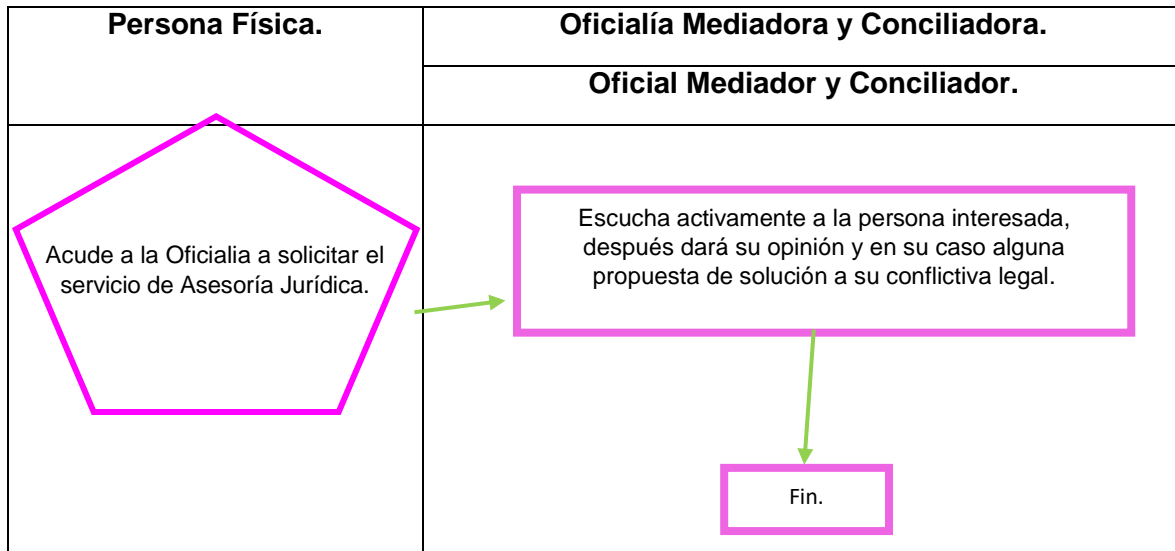 Persona Física.
Oficialía Mediadora y Conciliadora.
Oficial Mediador y Conciliador.
Acude a la Oficialia a solicitar el
servicio de Asesoría Jurídica.
Escucha activamente a la persona interesada,
después dará su opinión y en su caso alguna
propuesta de solución a su conflictiva legal.
Fin.